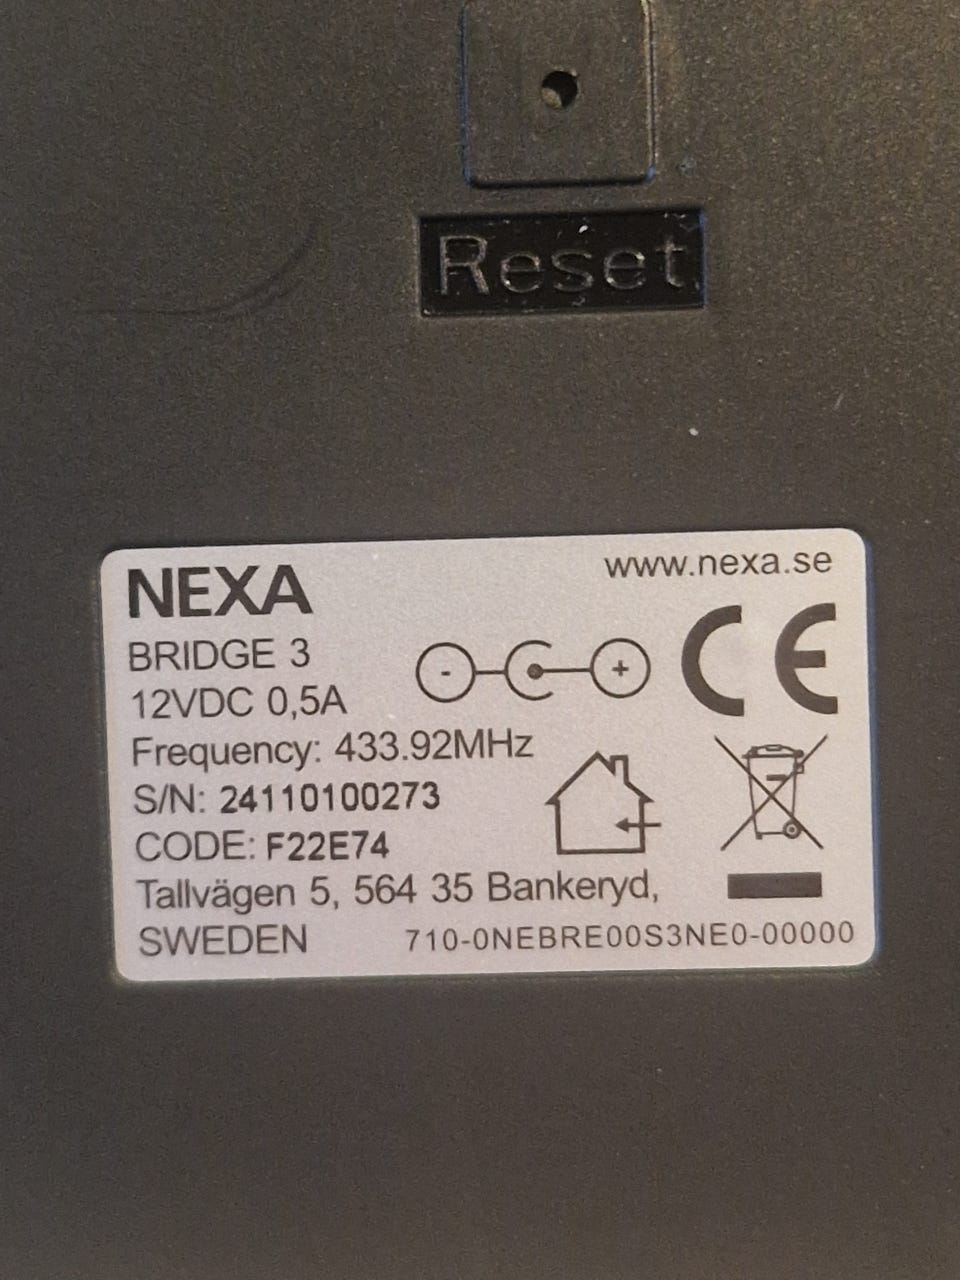 Reset
NEXA
www.nexa.se
BRIDGE 3
12VDC 0,5A
- +
CE
Frequency: 433.92MHz
S/N: 24110100273
CODE: F22E74
Tallvägen 5, 564 35 Bankeryd,
SWEDEN
710-0NEBRE00S3NE0-00000